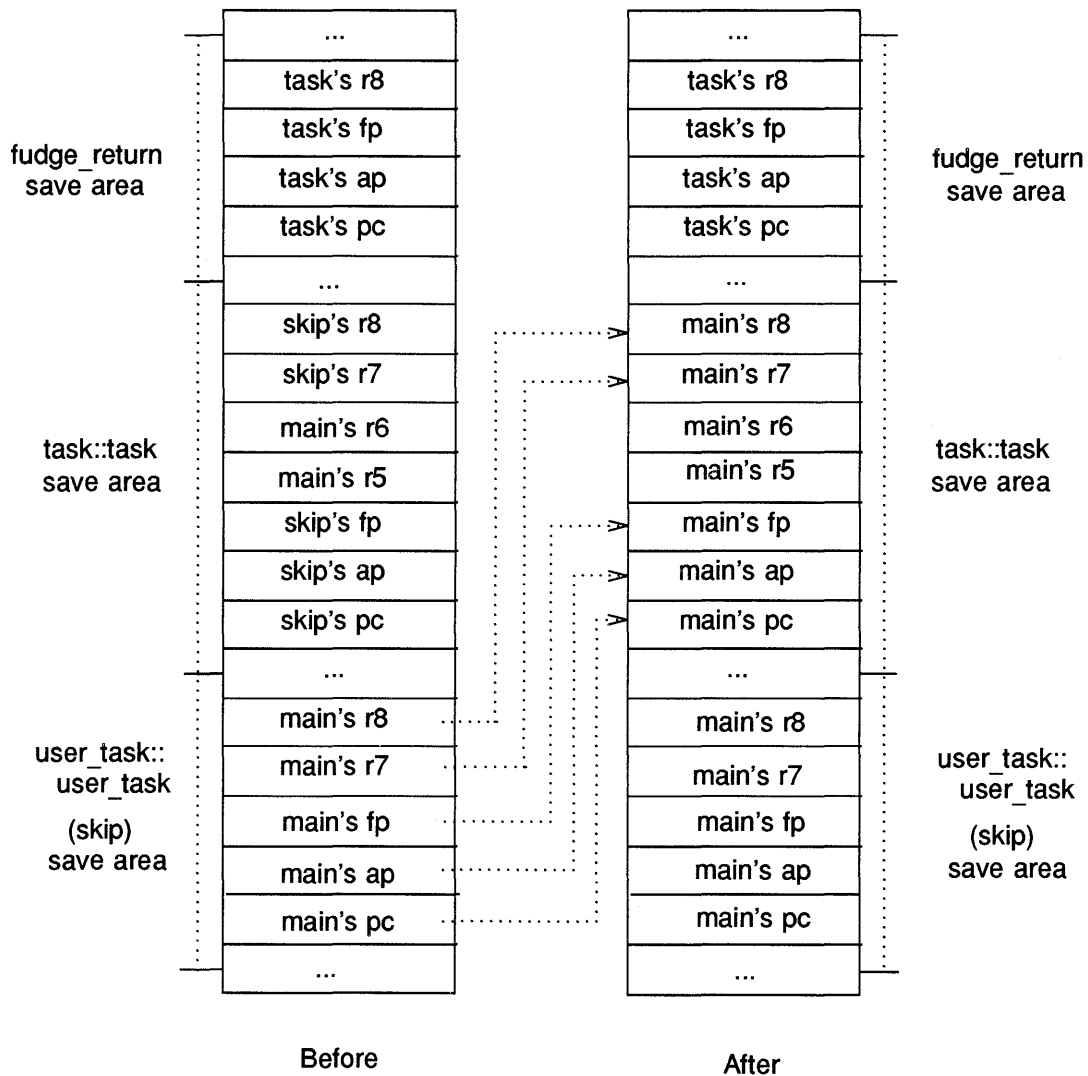 ...
task's r8
task's fp
task's ap
task's pc
...
skip's r8
skip's r7
main's r6
main's r5
skip's fp
skip's ap
skip's pc
...
main's r8
main's r7
main's fp
main's ap
main's pc
...
fudge_return
save area
task::task
save area
user_task::
user_task
(skip)
save area
Before
...
task's r8
task's fp
task's ap
task's pc
...
main's r8
main's r7
main's r6
main's r5
main's fp
main's ap
main's pc
...
main's r8
main's r7
main's fp
main's ap
main's pc
...
fudge_return
save area
task::task
save area
user_task::
user_task
(skip)
save area
After